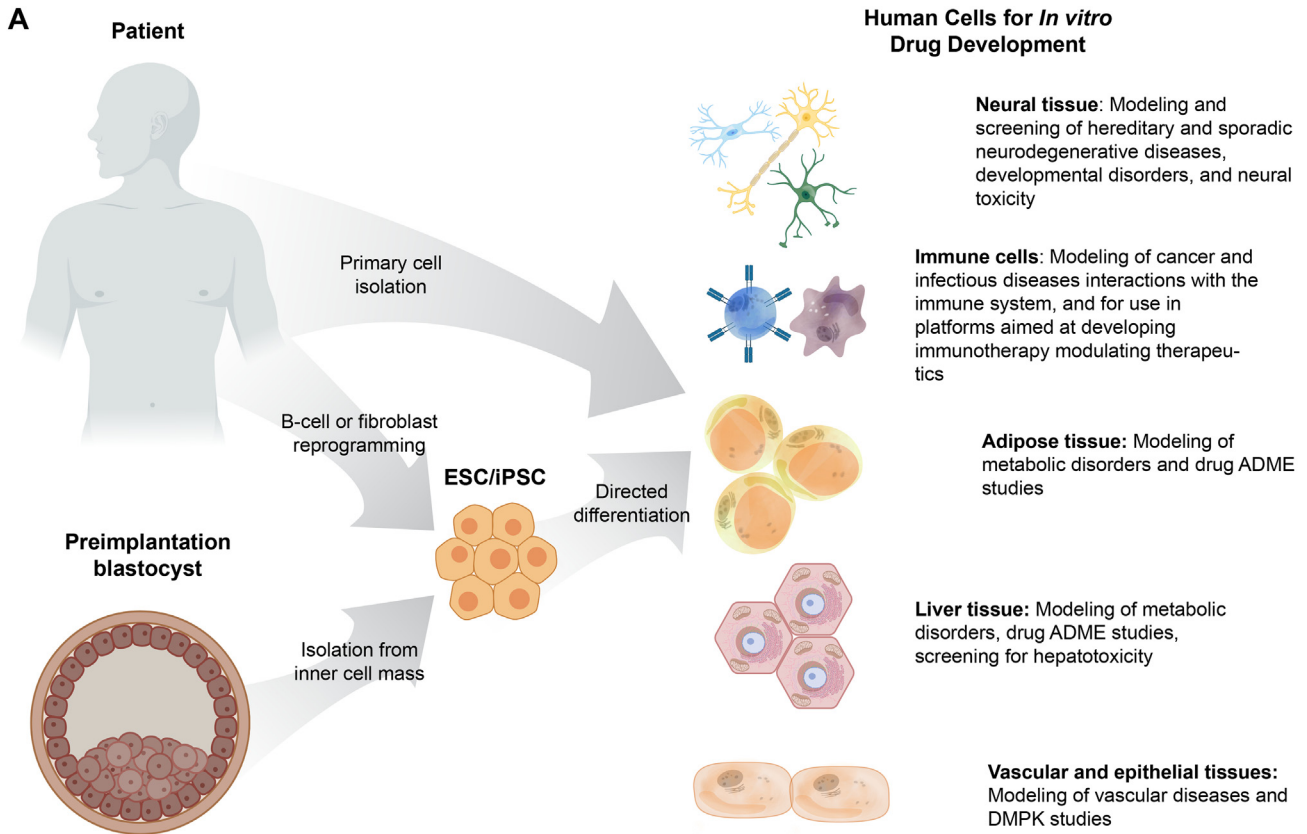 A
Patient
Human Cells for In vitro
Drug Development
Neural tissue: Modeling and
screening of hereditary and sporadic
neurodegenerative diseases,
developmental disorders, and neural
toxicity
Primary cell
isolation
Immune cells: Modeling of cancer and
infectious diseases interactions with the
immune system, and for use in
platforms aimed at developing
immunotherapy modulating therapeu-
tics
B-cell or fibroblast
reprogramming
ESC/iPSC
Directed
differentiation
Adipose tissue: Modeling of
metabolic disorders and drug ADME
studies
Preimplantation
blastocyst
Isolation from
inner cell mass
Liver tissue: Modeling of metabolic
disorders, drug ADME studies,
screening for hepatotoxicity
Vascular and epithelial tissues:
Modeling of vascular diseases and
DMPK studies